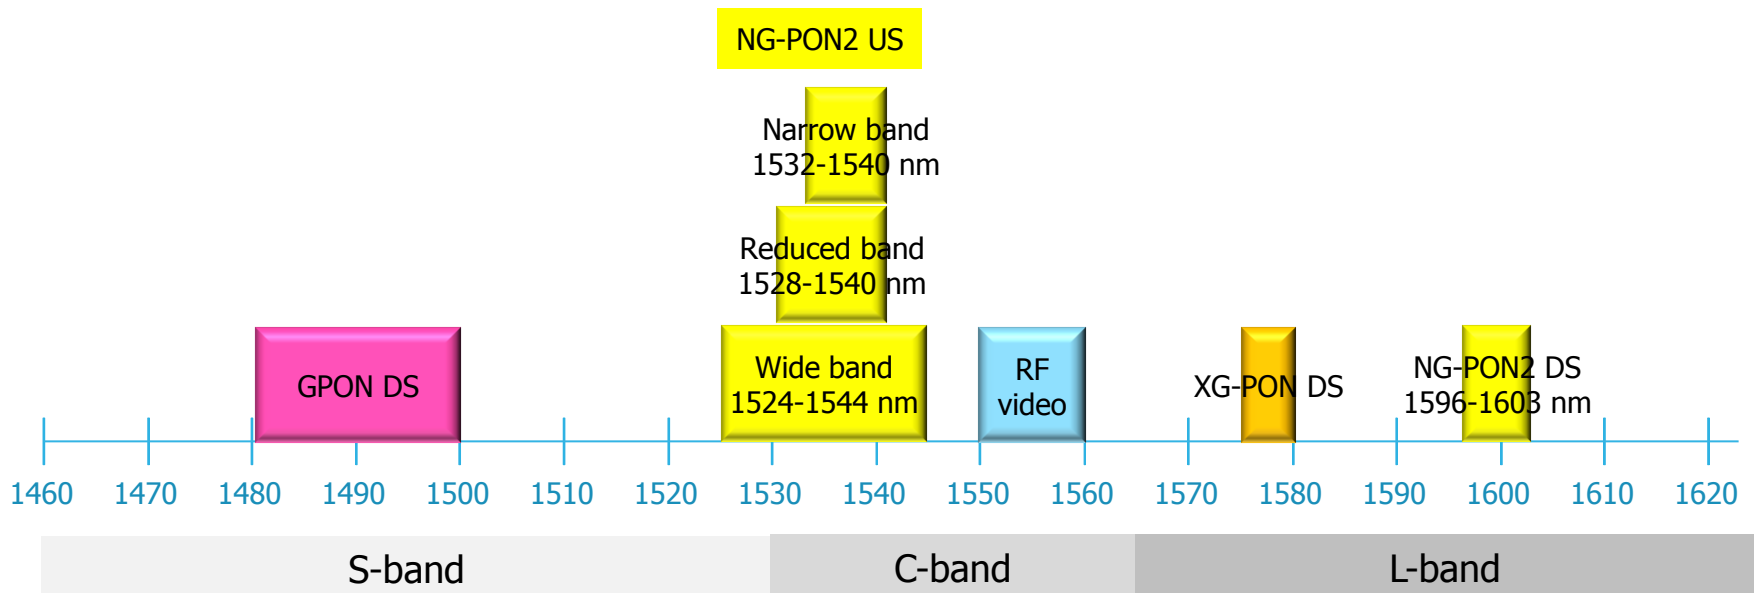 NG-PON2 US
Narrow band
1532-1540 nm
Reduced band
1528-1540 nm
GPON DS
Wide band
1524-1544 nm
RF
video
XG-PON DS
NG-PON2 DS
1596-1603 nm
1460 1470 1480 1490 1500 1510 1520 1530 1540 1550 1560 1570 1580 1590 1600 1610 1620
S-band C-band L-band